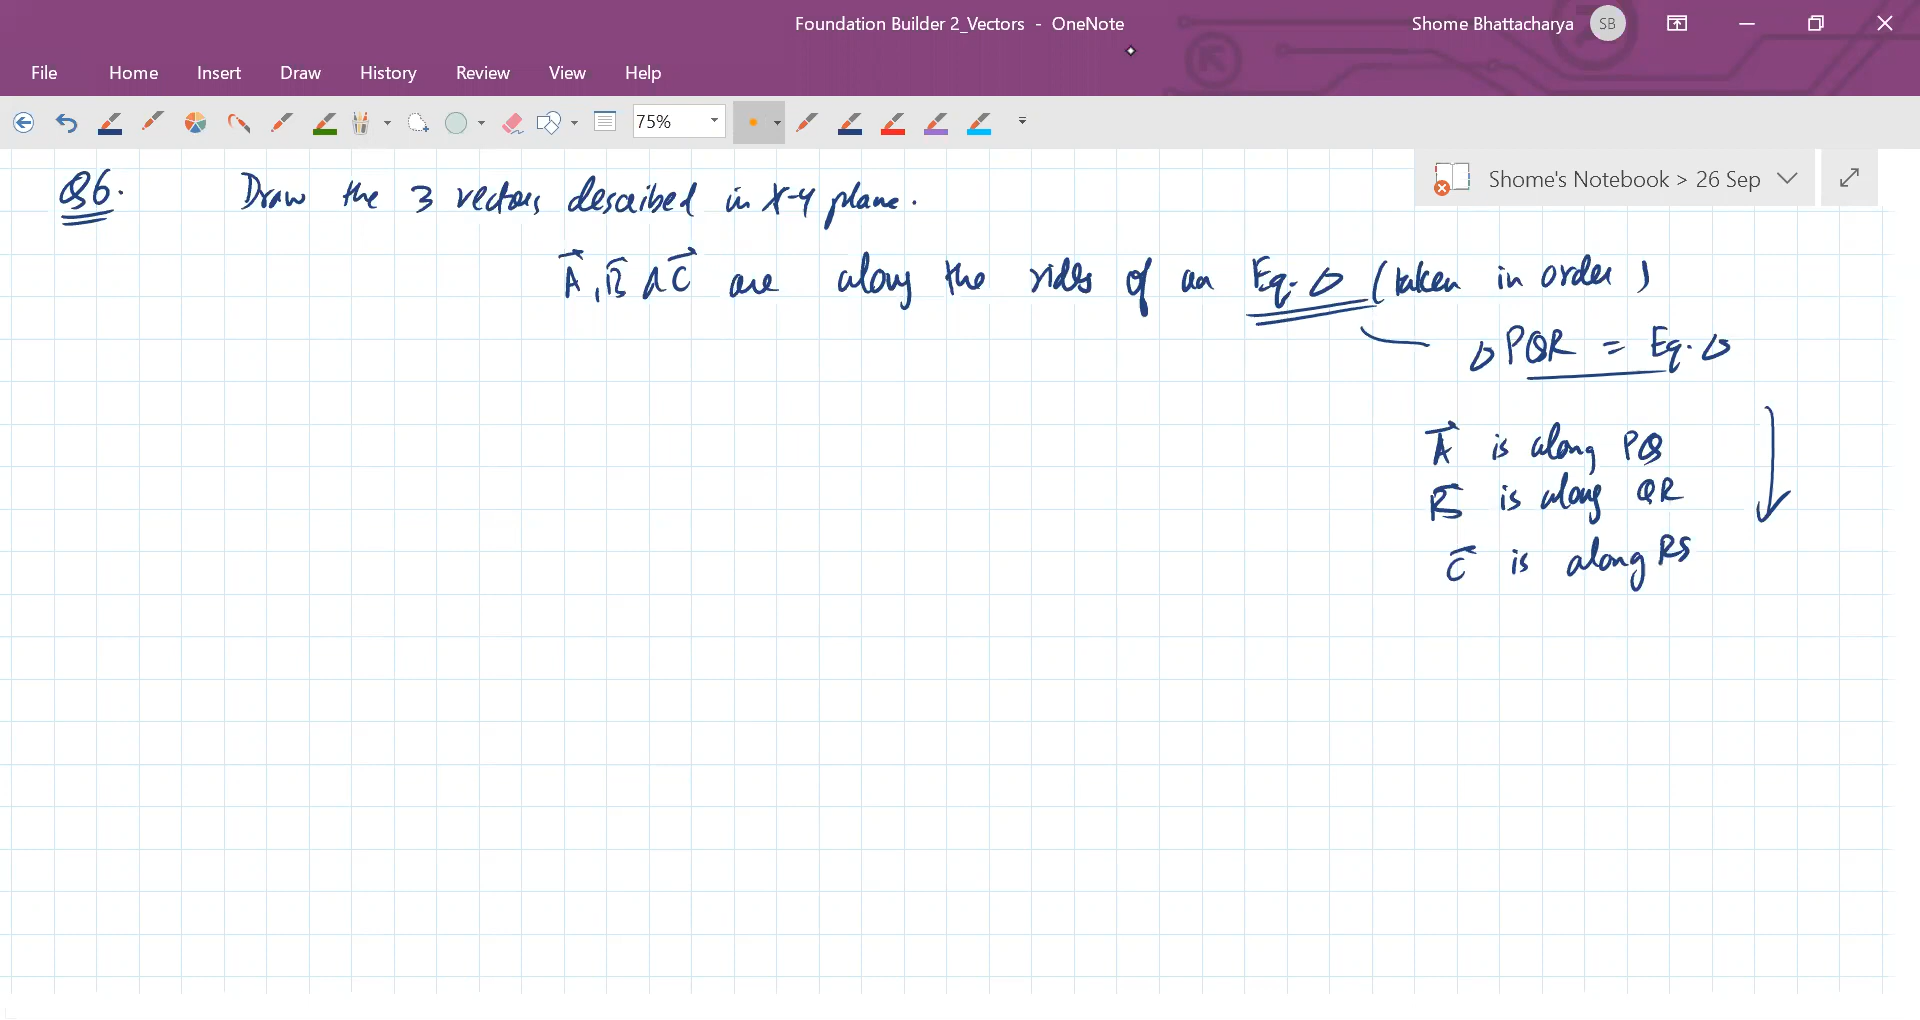 Foundation Builder 2_Vectors - OneNote
Shome Bhattacharya SB
File Home Insert Draw History Review View Help
75%
Shome's Notebook > 26 Sep
Q6. Draw the 3 vectors described in X-Y plane.
A⃗, B⃗ & C⃗ are along the sides of an Eq. △ (taken in order)
△ PQR = Eq. △
A⃗ is along PQ
B⃗ is along QR
C⃗ is along RS